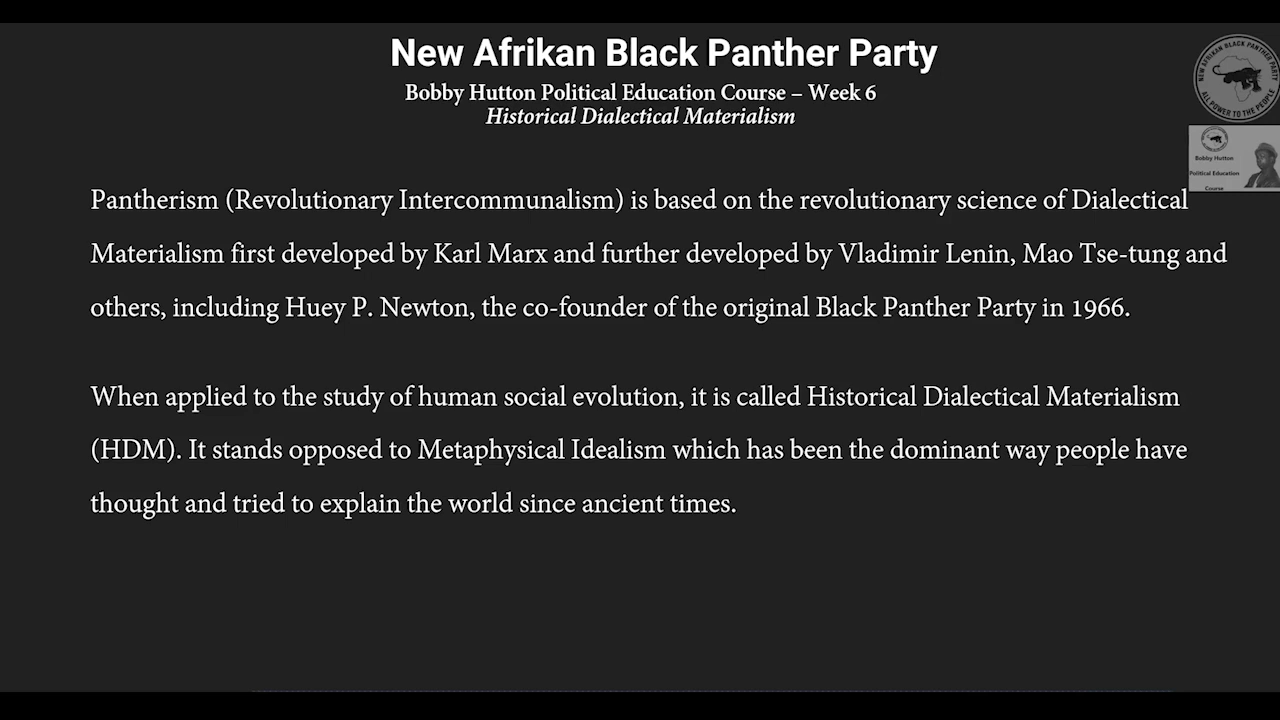 New Afrikan Black Panther Party
Bobby Hutton Political Education Course – Week 6
Historical Dialectical Materialism
NEW AFRIKAN BLACK PANTHER PARTY
ALL POWER TO THE PEOPLE
Bobby Hutton
Political Education
Course
Pantherism (Revolutionary Intercommunalism) is based on the revolutionary science of Dialectical
Materialism first developed by Karl Marx and further developed by Vladimir Lenin, Mao Tse-tung and
others, including Huey P. Newton, the co-founder of the original Black Panther Party in 1966.
When applied to the study of human social evolution, it is called Historical Dialectical Materialism
(HDM). It stands opposed to Metaphysical Idealism which has been the dominant way people have
thought and tried to explain the world since ancient times.